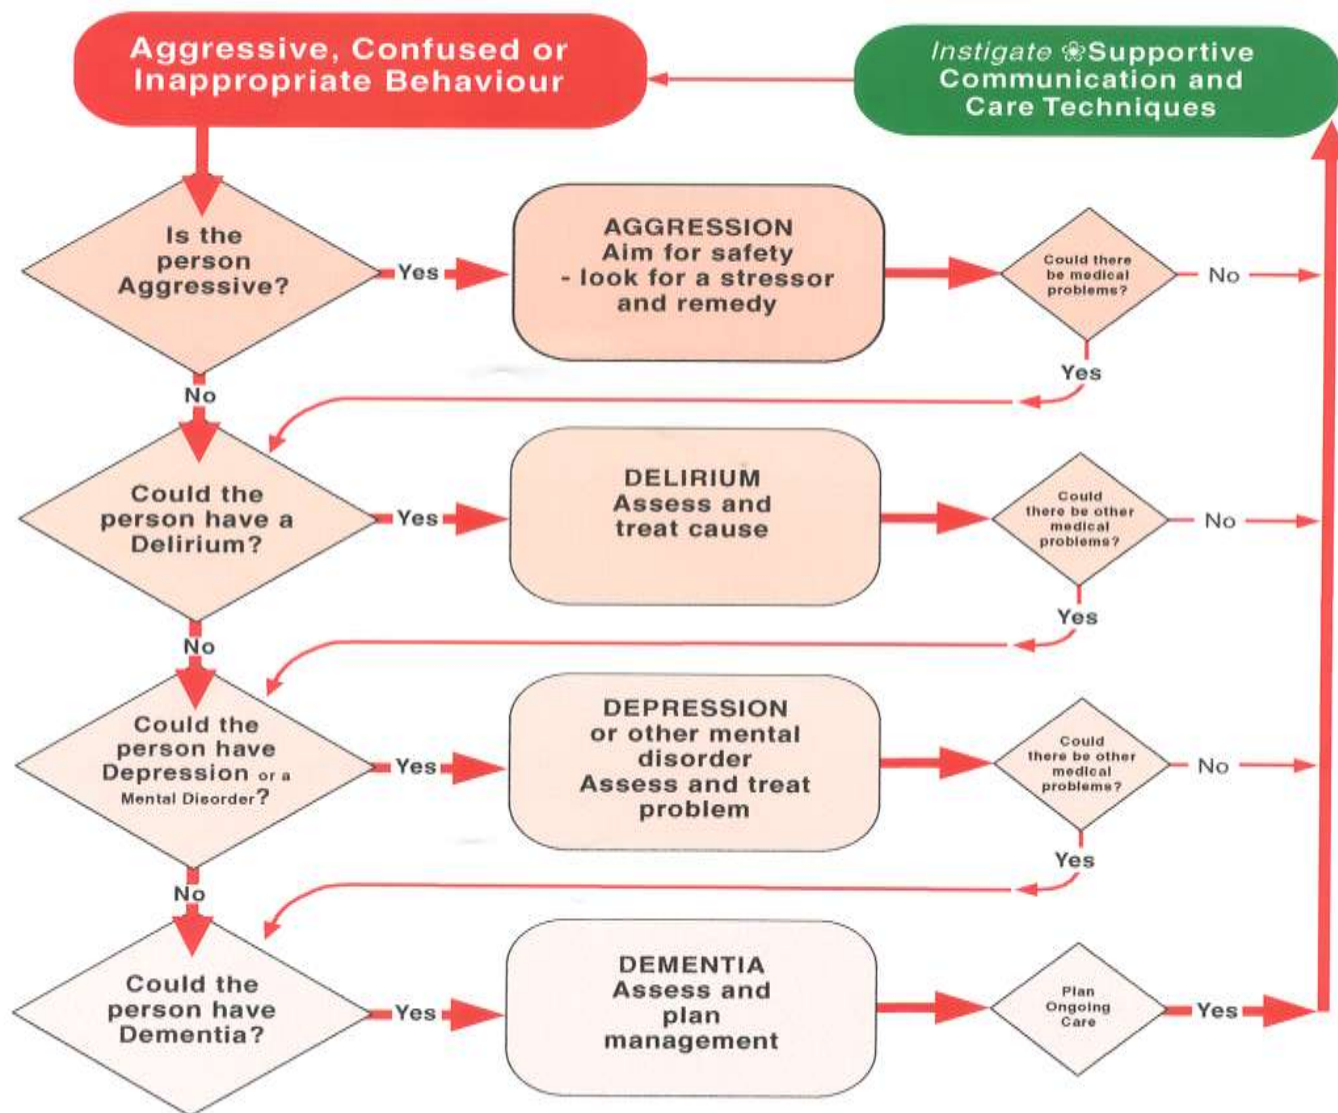 Aggressive, Confused or
Inappropriate Behaviour
Instigate ❀Supportive
Communication and
Care Techniques
Is the
person
Aggressive?
Yes
AGGRESSION
Aim for safety
- look for a stressor
and remedy
Could there
be medical
problems?
No
Yes
No
Could the
person have a
Delirium?
Yes
DELIRIUM
Assess and
treat cause
Could
there be other
medical
problems?
No
Yes
No
Could the
person have
Depression or a
Mental Disorder?
Yes
DEPRESSION
or other mental
disorder
Assess and treat
problem
Could
there be other
medical
problems?
No
Yes
No
Could the
person have
Dementia?
Yes
DEMENTIA
Assess and
plan
management
Plan
Ongoing
Care
Yes